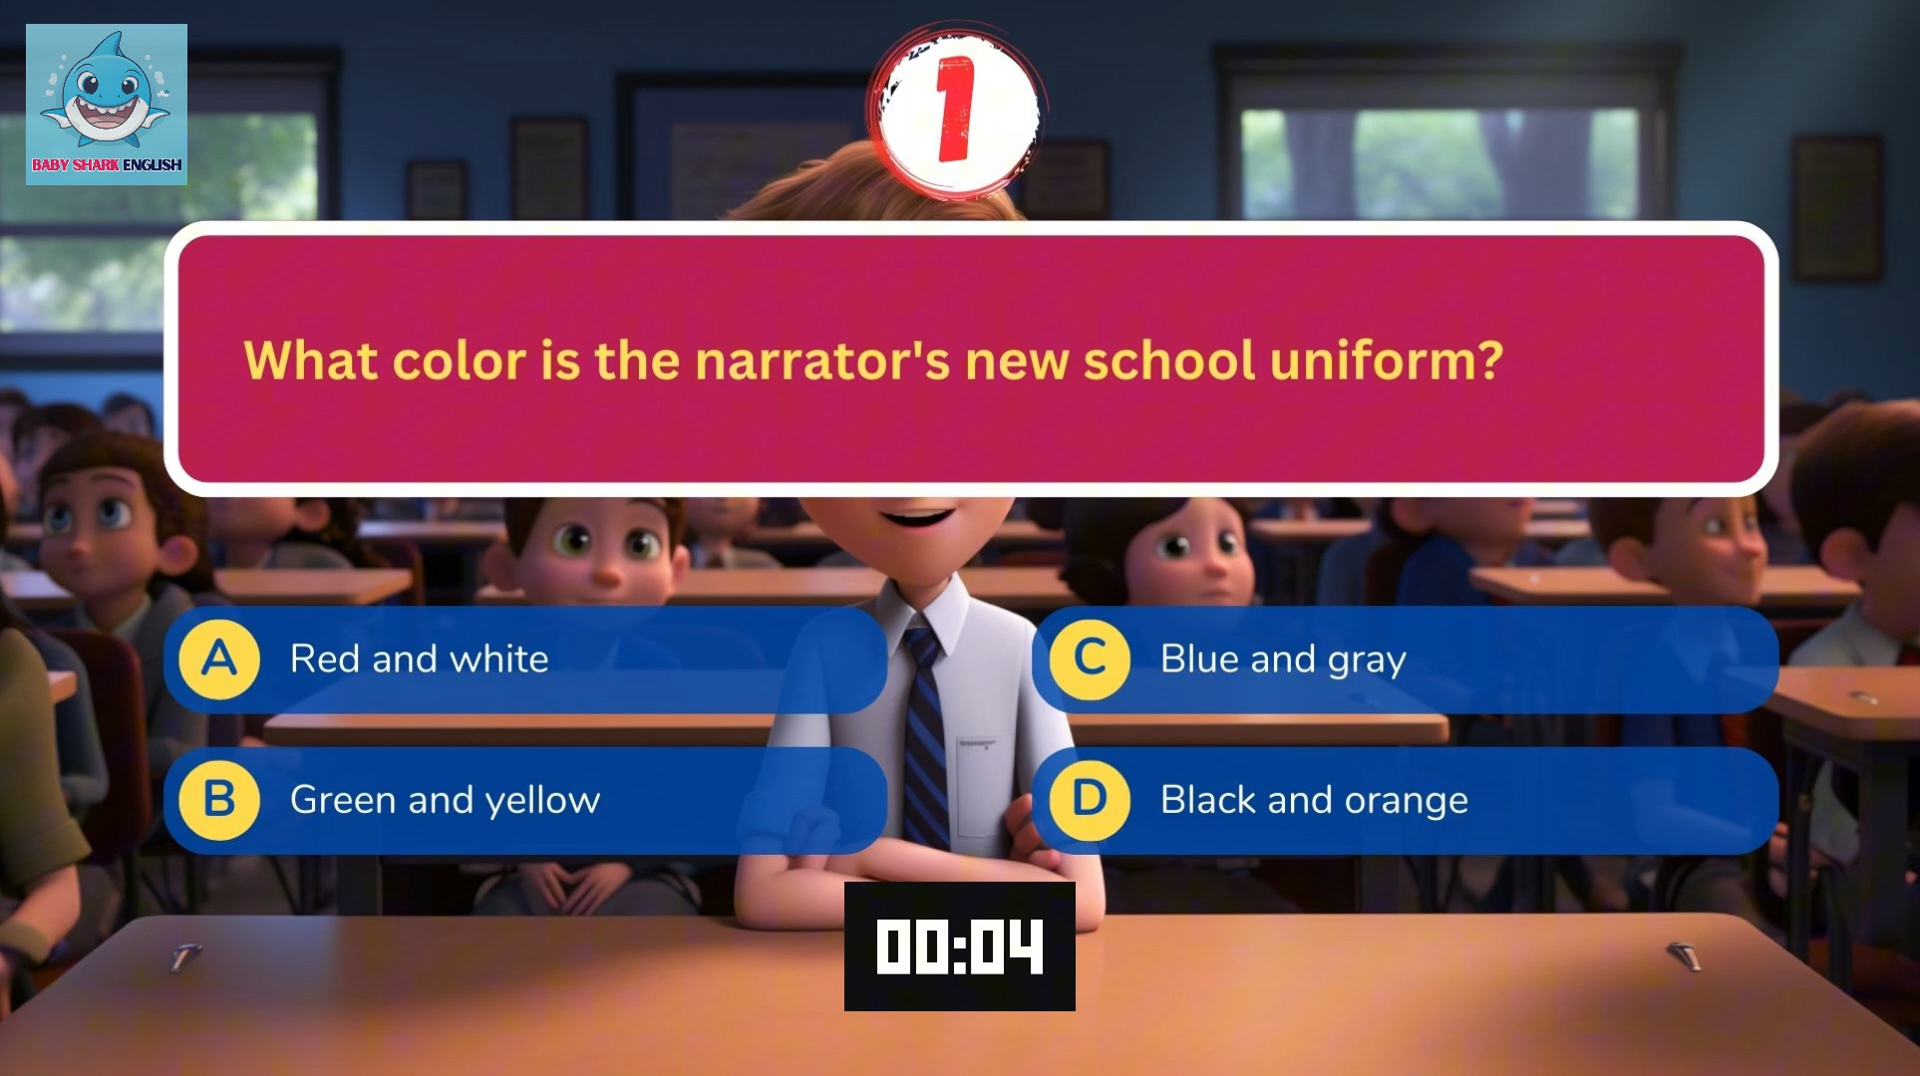 BABY SHARK ENGLISH
1
What color is the narrator's new school uniform?
A Red and white
B Green and yellow
C Blue and gray
D Black and orange
00:04